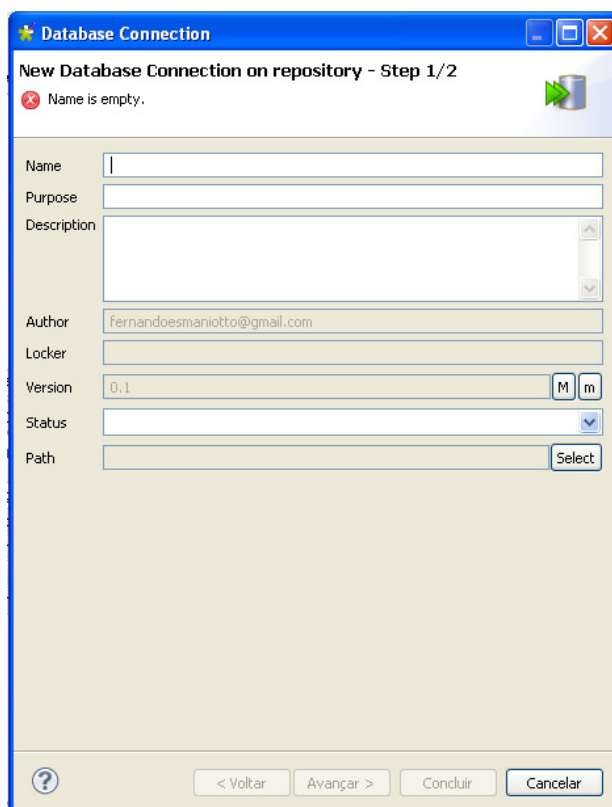 Database Connection
New Database Connection on repository - Step 1/2
Name is empty.
Name
Purpose
Description
Author fernandoesmaniotto@gmail.com
Locker
Version 0.1 M m
Status
Path Select
? < Voltar Avançar > Concluir Cancelar